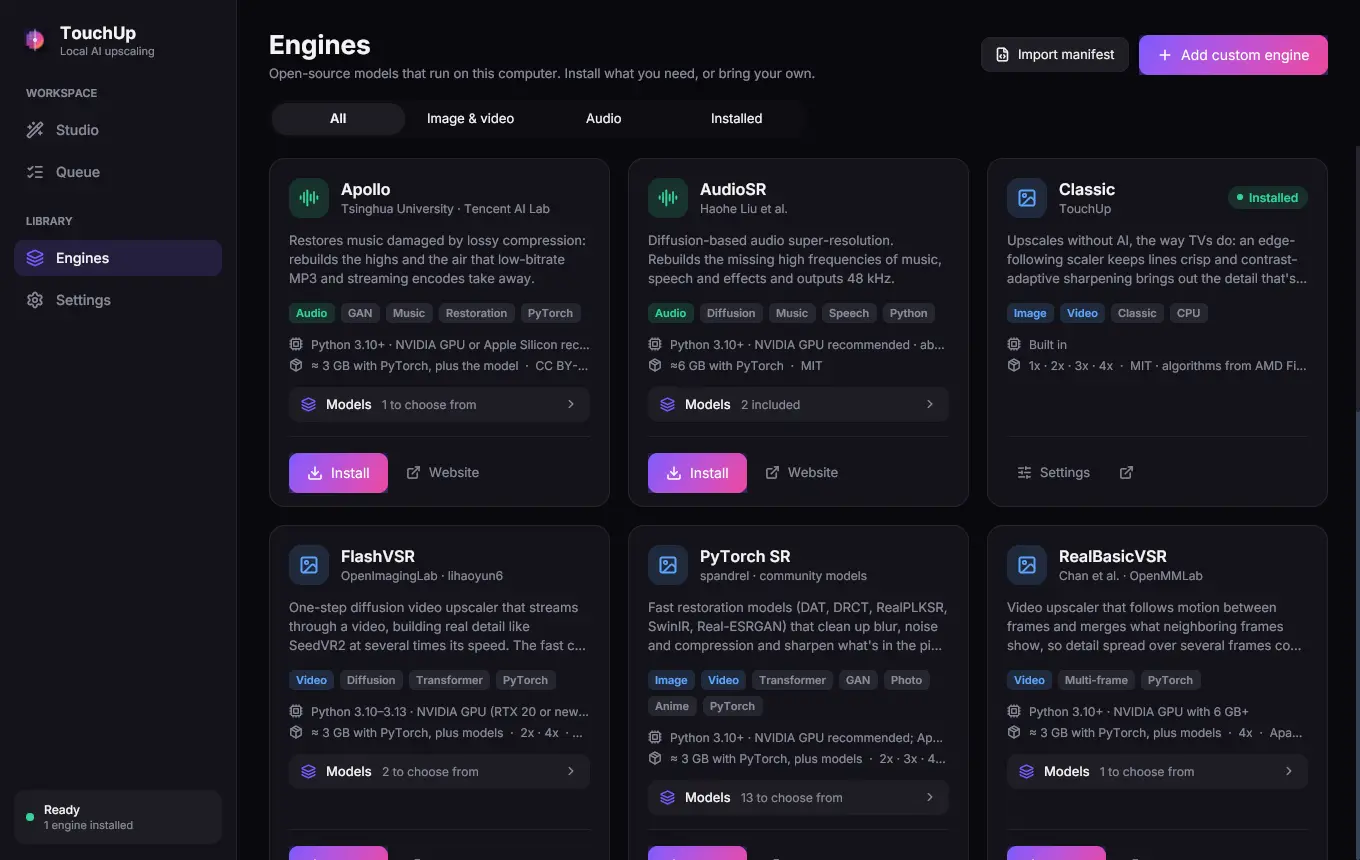 TouchUp
Local AI upscaling
WORKSPACE
Studio
Queue
LIBRARY
Engines
Settings
Ready
1 engine installed
Engines
Open-source models that run on this computer. Install what you need, or bring your own.
Import manifest
Add custom engine
All
Image & video
Audio
Installed
Apollo
Tsinghua University · Tencent AI Lab
Restores music damaged by lossy compression:
rebuilds the highs and the air that low-bitrate
MP3 and streaming encodes take away.
Audio GAN Music Restoration PyTorch
Python 3.10+ · NVIDIA GPU or Apple Silicon rec...
≈ 3 GB with PyTorch, plus the model · CC BY-...
Models 1 to choose from
Install
Website
AudioSR
Haohe Liu et al.
Diffusion-based audio super-resolution.
Rebuilds the missing high frequencies of music,
speech and effects and outputs 48 kHz.
Audio Diffusion Music Speech Python
Python 3.10+ · NVIDIA GPU recommended · ab...
≈6 GB with PyTorch · MIT
Models 2 included
Install
Website
Classic
TouchUp
Installed
Upscales without AI, the way TVs do: an edge-
following scaler keeps lines crisp and contrast-
adaptive sharpening brings out the detail that's...
Image Video Classic CPU
Built in
1x · 2x · 3x · 4x · MIT · algorithms from AMD Fi...
Settings
FlashVSR
OpenImagingLab · lihaoyun6
One-step diffusion video upscaler that streams
through a video, building real detail like
SeedVR2 at several times its speed. The fast c...
Video Diffusion Transformer PyTorch
Python 3.10–3.13 · NVIDIA GPU (RTX 20 or new...
≈ 3 GB with PyTorch, plus models · 2x · 4x · ...
Models 2 to choose from
PyTorch SR
spandrel · community models
Fast restoration models (DAT, DRCT, RealPLKSR,
SwinIR, Real-ESRGAN) that clean up blur, noise
and compression and sharpen what's in the pi...
Image Video Transformer GAN Photo
Anime PyTorch
Python 3.10+ · NVIDIA GPU recommended; Ap...
≈ 3 GB with PyTorch, plus models · 2x · 3x · 4...
Models 13 to choose from
RealBasicVSR
Chan et al. · OpenMMLab
Video upscaler that follows motion between
frames and merges what neighboring frames
show, so detail spread over several frames co...
Video Multi-frame PyTorch
Python 3.10+ · NVIDIA GPU with 6 GB+
≈ 3 GB with PyTorch, plus models · 4x · Apa...
Models 1 to choose from